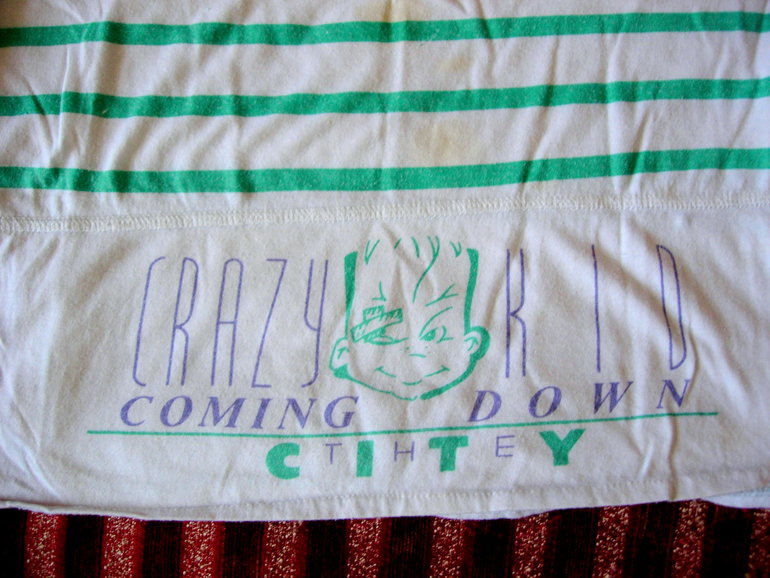 CRAZY KID
COMING DOWN
THE
CITY